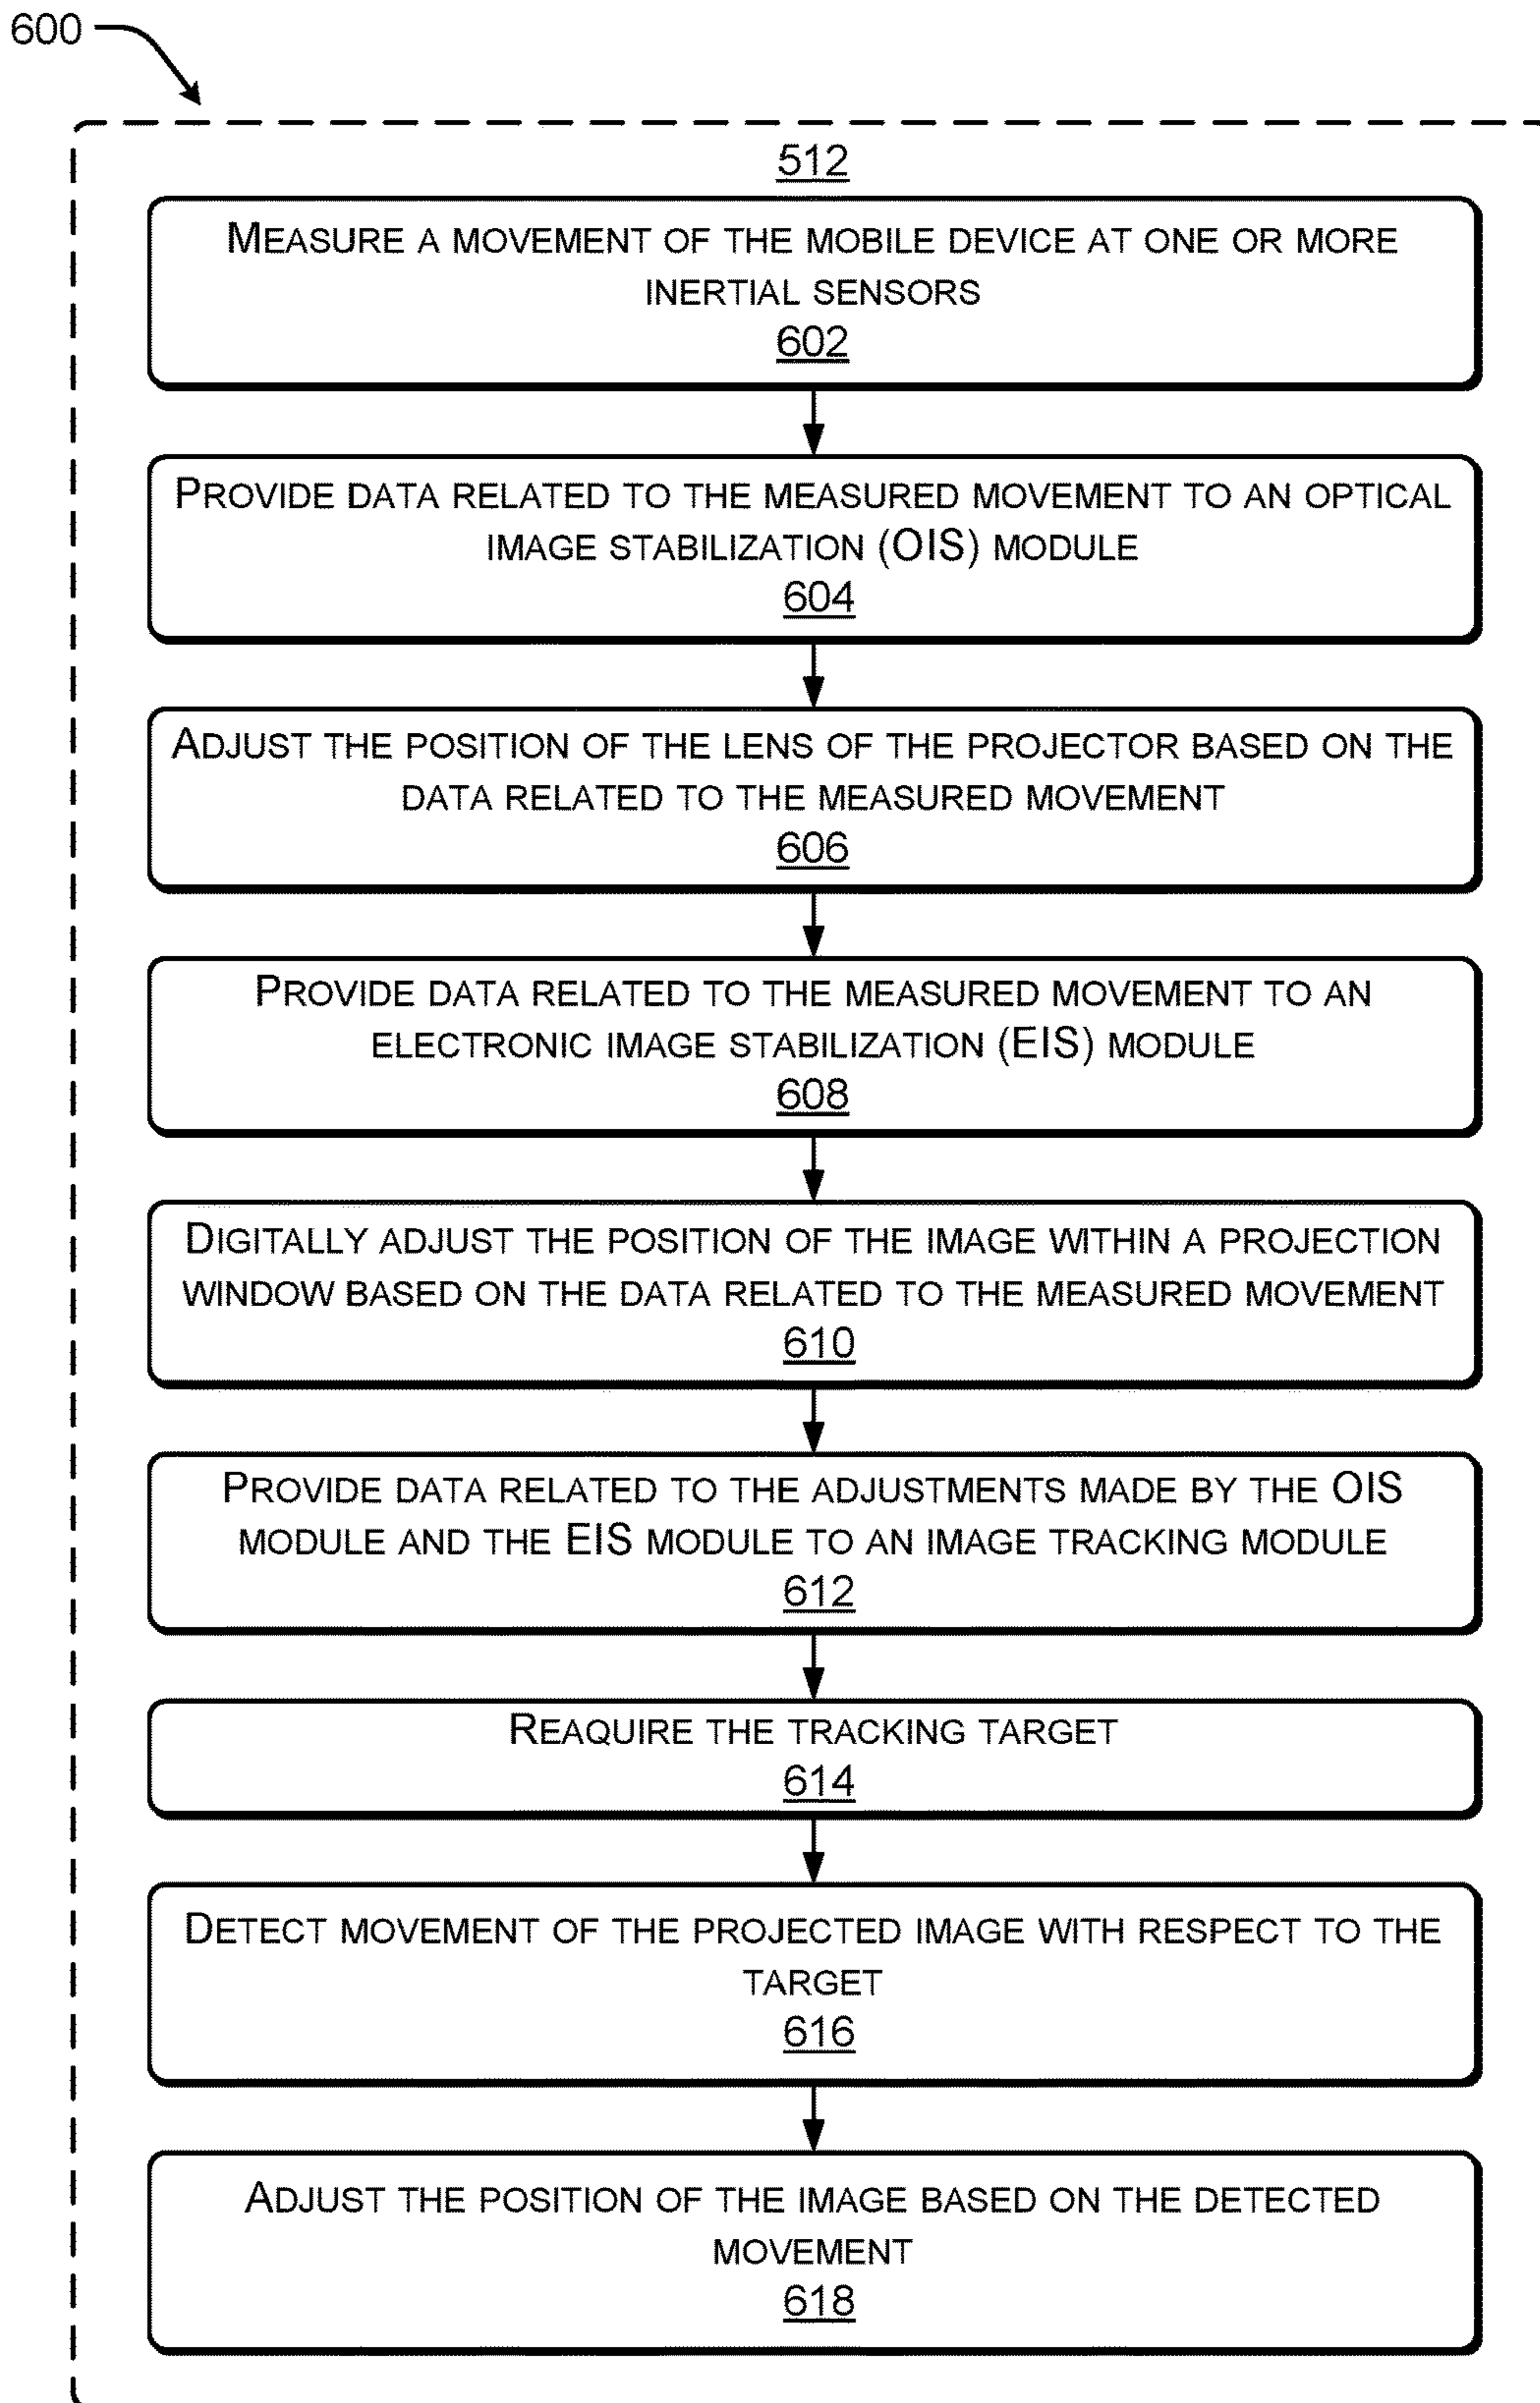 600
512
MEASURE A MOVEMENT OF THE MOBILE DEVICE AT ONE OR MORE
INERTIAL SENSORS
602
PROVIDE DATA RELATED TO THE MEASURED MOVEMENT TO AN OPTICAL
IMAGE STABILIZATION (OIS) MODULE
604
ADJUST THE POSITION OF THE LENS OF THE PROJECTOR BASED ON THE
DATA RELATED TO THE MEASURED MOVEMENT
606
PROVIDE DATA RELATED TO THE MEASURED MOVEMENT TO AN
ELECTRONIC IMAGE STABILIZATION (EIS) MODULE
608
DIGITALLY ADJUST THE POSITION OF THE IMAGE WITHIN A PROJECTION
WINDOW BASED ON THE DATA RELATED TO THE MEASURED MOVEMENT
610
PROVIDE DATA RELATED TO THE ADJUSTMENTS MADE BY THE OIS
MODULE AND THE EIS MODULE TO AN IMAGE TRACKING MODULE
612
REAQUIRE THE TRACKING TARGET
614
DETECT MOVEMENT OF THE PROJECTED IMAGE WITH RESPECT TO THE
TARGET
616
ADJUST THE POSITION OF THE IMAGE BASED ON THE DETECTED
MOVEMENT
618